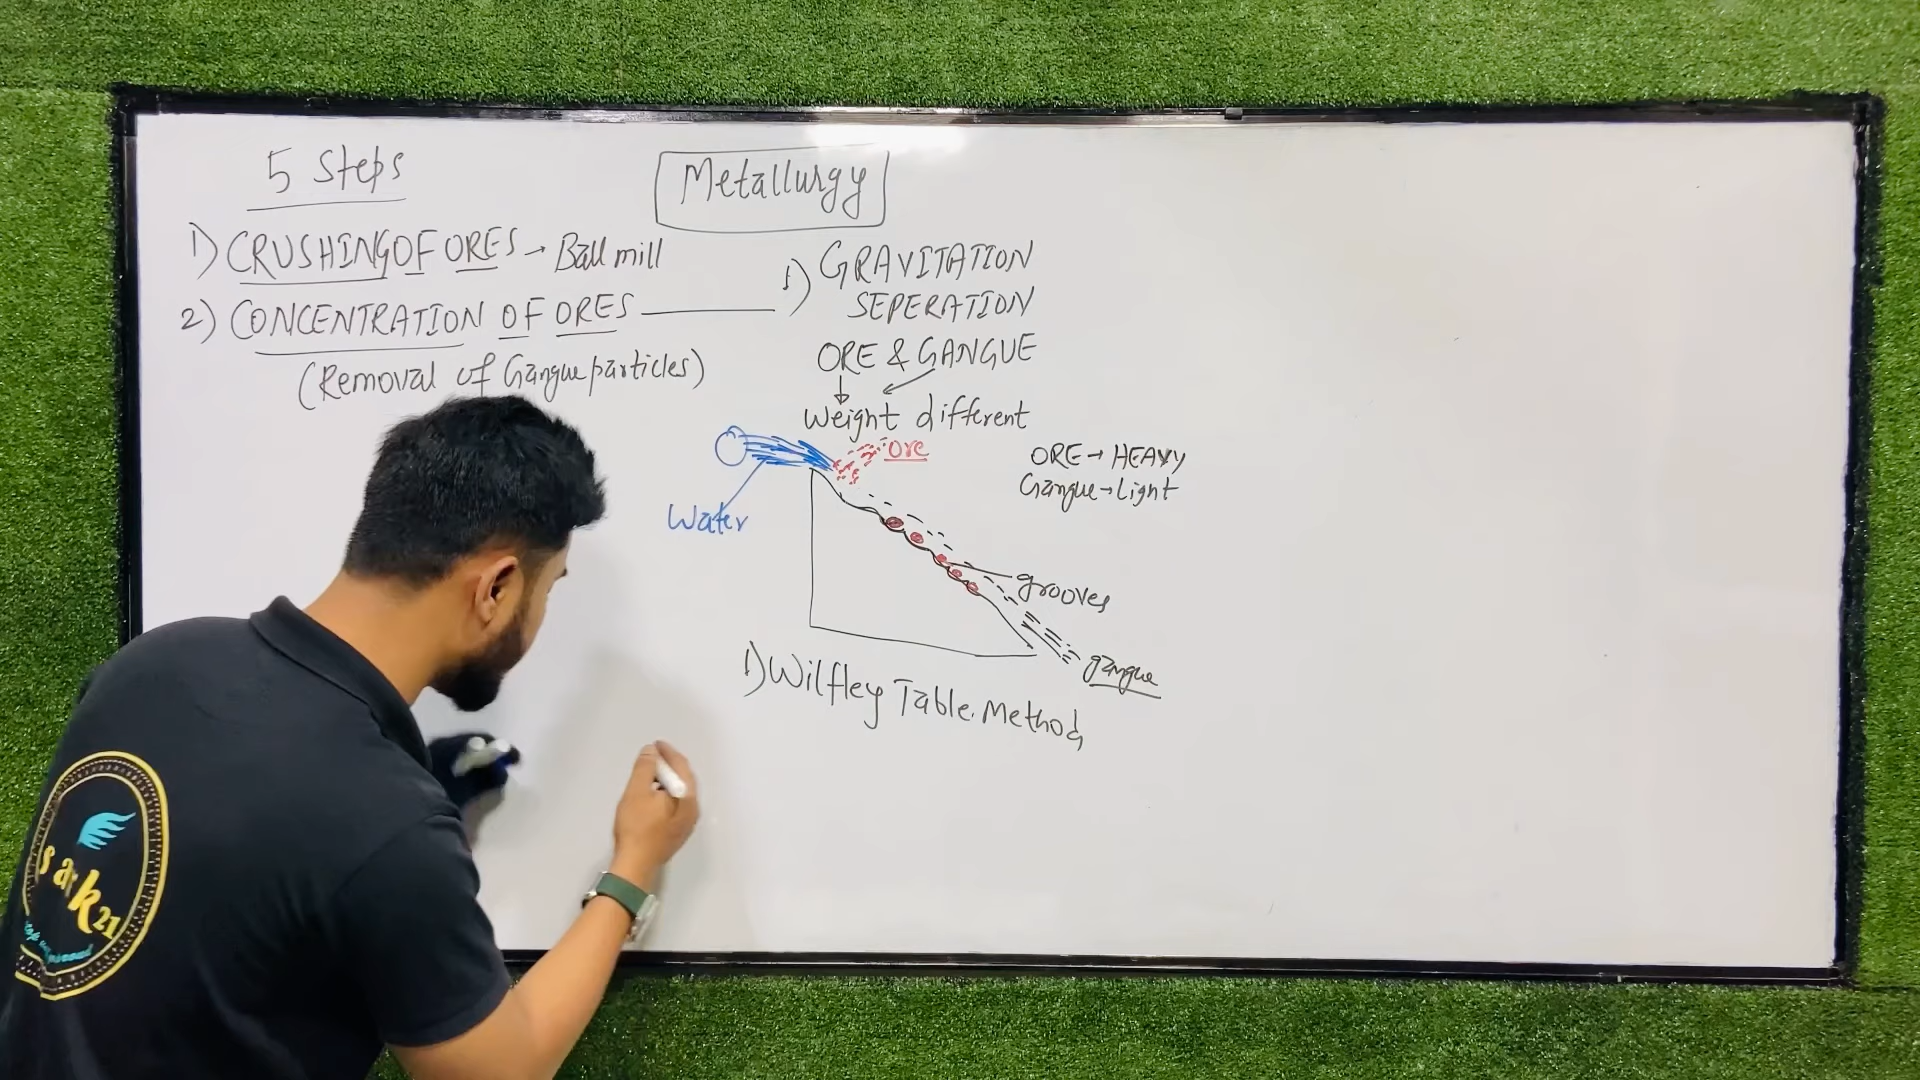 5 Steps
Metallurgy
1) CRUSHING OF ORES → Ball mill
2) CONCENTRATION OF ORES
(Removal of Gangue particles)
1) GRAVITATION
SEPERATION
ORE & GANGUE
Weight different
ore
Water
ORE → HEAVY
Gangue → Light
grooves
gangue
1) Wilfley Table Method
sark21